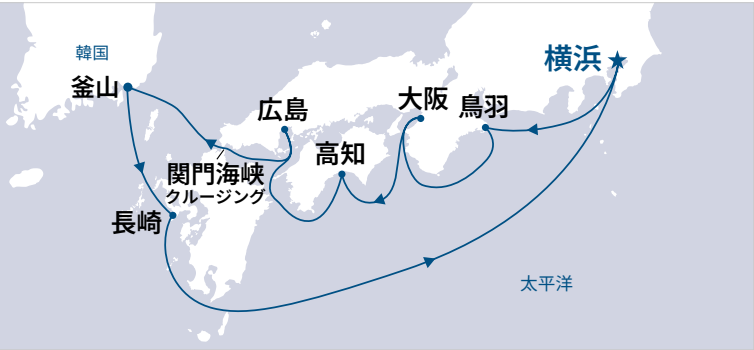 韓国
釜山
広島
大阪
鳥羽
横浜
高知
関門海峡
クルージング
長崎
太平洋